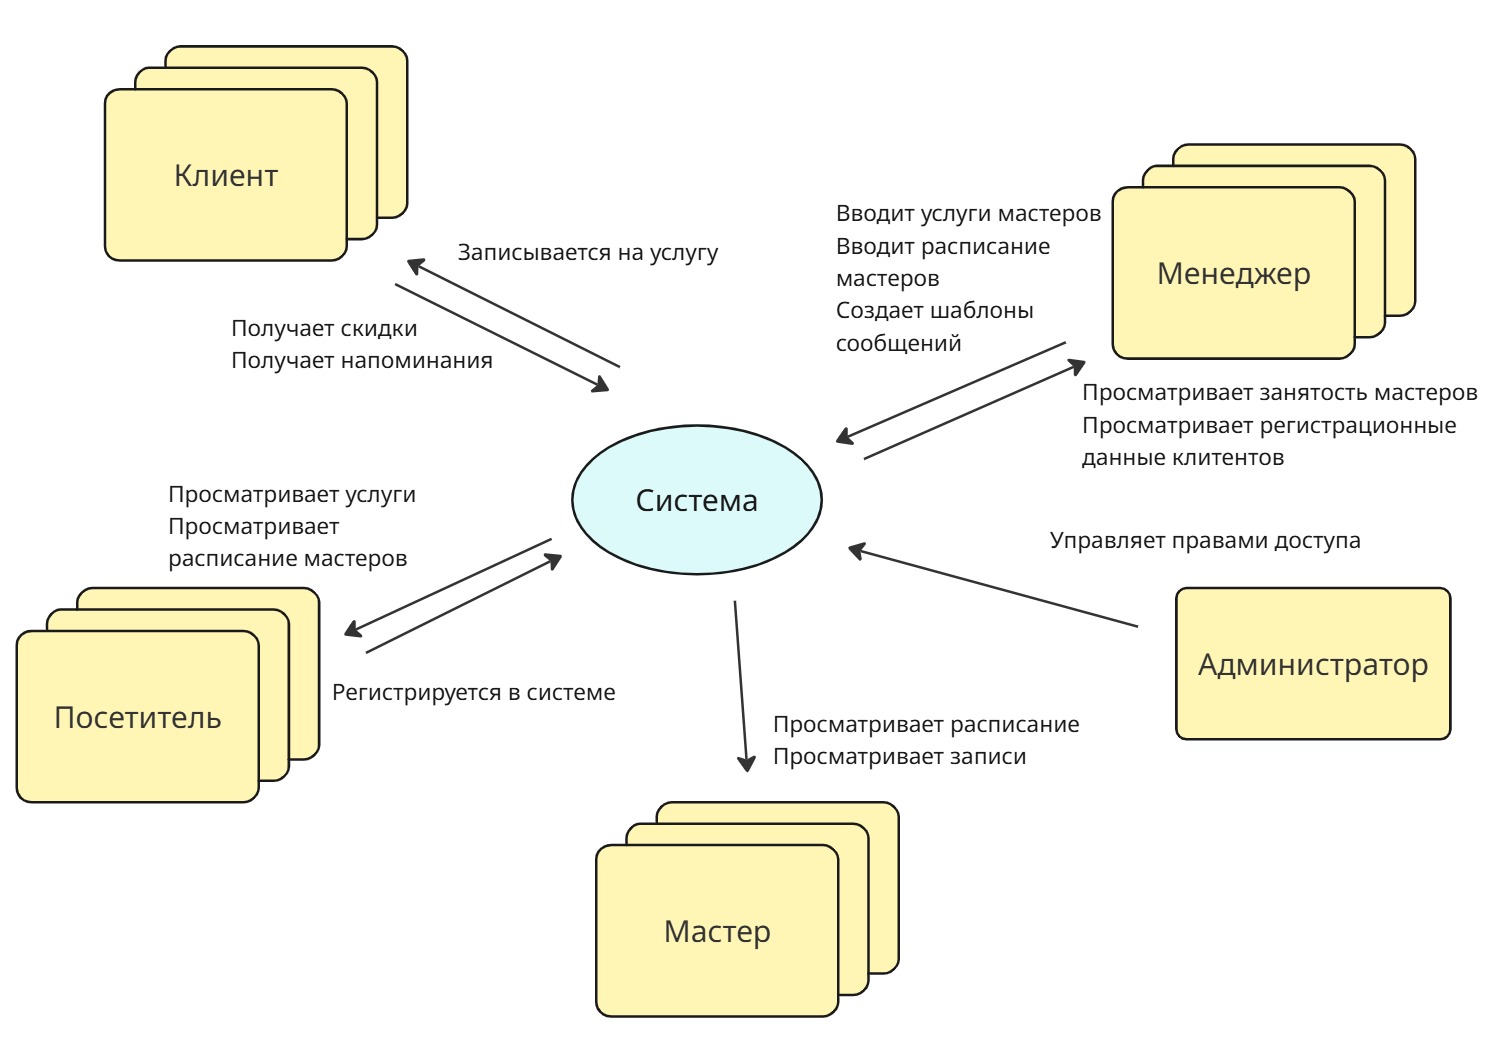 Клиент
Вводит услуги мастеров
Вводит расписание
мастеров
Создает шаблоны
сообщений
Менеджер
Записывается на услугу
Получает скидки
Получает напоминания
Просматривает занятость мастеров
Просматривает регистрационные
данные клитентов
Система
Просматривает услуги
Просматривает
расписание мастеров
Управляет правами доступа
Администратор
Посетитель
Регистрируется в системе
Просматривает расписание
Просматривает записи
Мастер